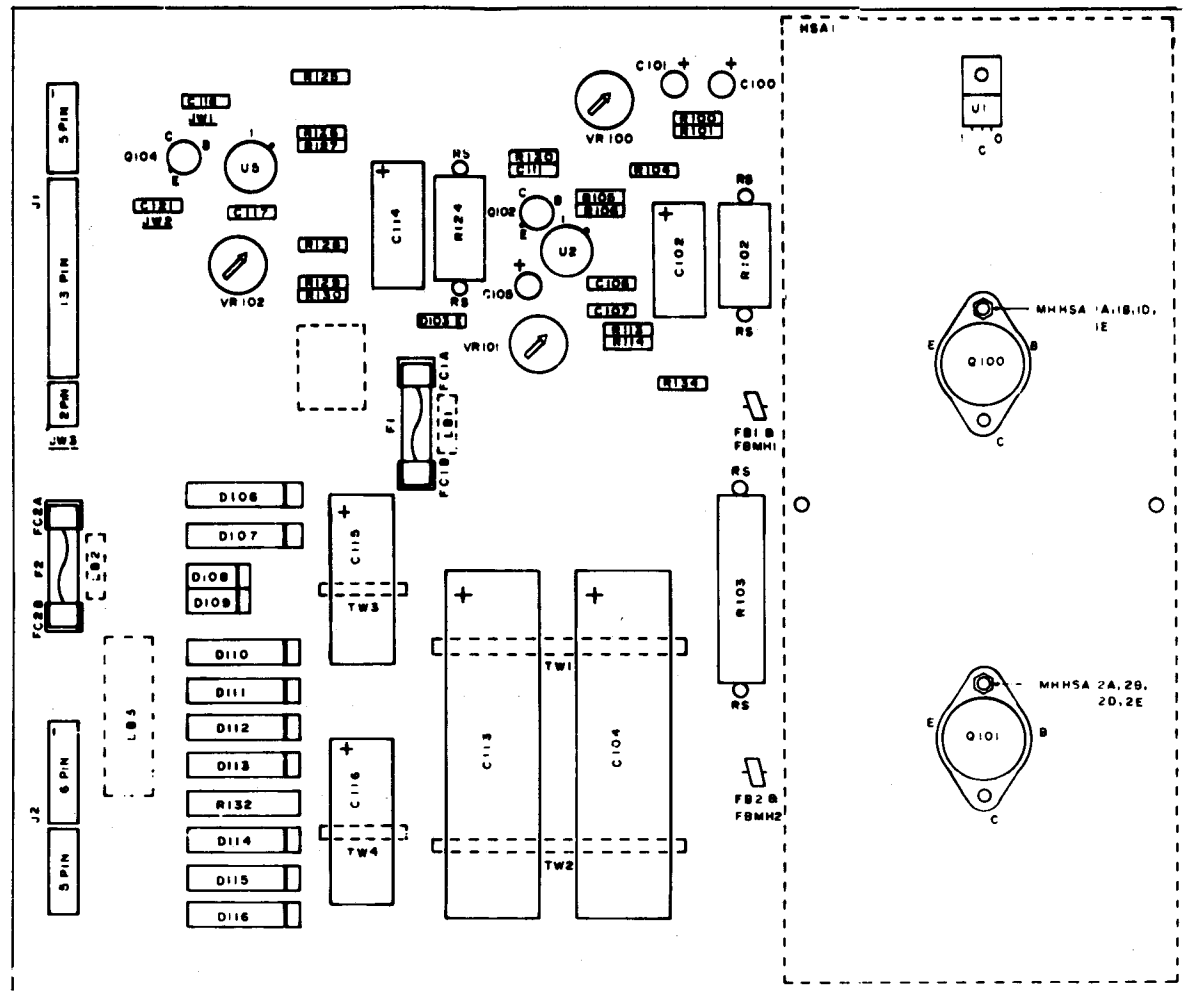 HSA1
R125
C101 +
+ C100
U1
I O
C
1
5 PIN
C118
JW1
VR100
R100
R101
C
Q104
B
E
1
U5
R126
R127
RS
R120
C111
R104
RS
J1
C121
JW2
C117
+
C114
R124
C
Q102
B
1
U2
R105
R106
+
C102
R102
13 PIN
R128
VR102
R129
R130
RS
+
C105
C106
C107
R113
R114
RS
D103
VR101
MHHSA 1A,1B,1D,
1E
E
B
Q100
C
R134
2 PIN
JW3
FC1A
F1
LB1
FC1B
FB1 &
FBMH1
RS
FC2A
F2
LB2
FC2B
D106
D107
D108
D109
+
C115
TW3
+
+
R103
D110
TW1
D111
LB3
D112
RS
MHHSA 2A,2B,
2D,2E
E
B
Q101
C
1
6 PIN
D113
+
C116
C113
C104
J2
R132
FB2 &
FBMH2
D114
TW4
TW2
5 PIN
D115
D116